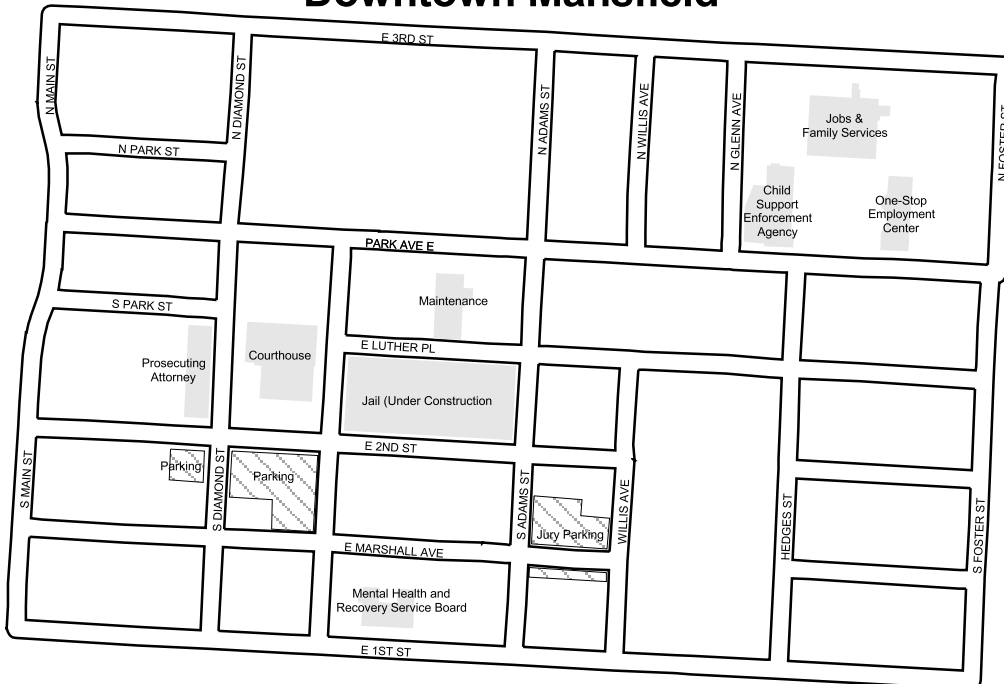 Downtown Mansfield
E 3RD ST
N MAIN ST
N DIAMOND ST
N ADAMS ST
N WILLIS AVE
N GLENN AVE
N FOSTER ST
Jobs &
Family Services
N PARK ST
Child
Support
Enforcement
Agency
One-Stop
Employment
Center
PARK AVE E
S PARK ST
Maintenance
E LUTHER PL
Prosecuting
Attorney
Courthouse
Jail (Under Construction
E 2ND ST
S MAIN ST
Parking
S DIAMOND ST
Parking
S ADAMS ST
Jury Parking
WILLIS AVE
HEDGES ST
S FOSTER ST
E MARSHALL AVE
Mental Health and
Recovery Service Board
E 1ST ST